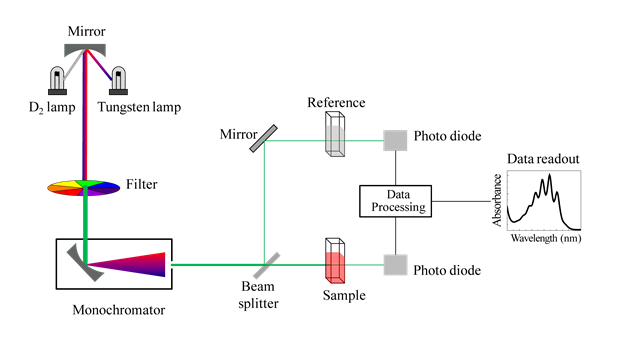 Mirror
D₂ lamp
Tungsten lamp
Filter
Monochromator
Mirror
Beam
splitter
Reference
Sample
Photo diode
Data
Processing
Photo diode
Data readout
Absorbance
Wavelength (nm)